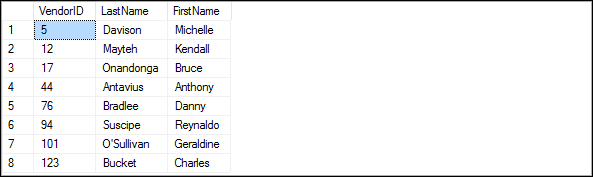 VendorID LastName FirstName
1 5 Davison Michelle
2 12 Mayteh Kendall
3 17 Onandonga Bruce
4 44 Antavius Anthony
5 76 Bradlee Danny
6 94 Suscipe Reynaldo
7 101 O'Sullivan Geraldine
8 123 Bucket Charles